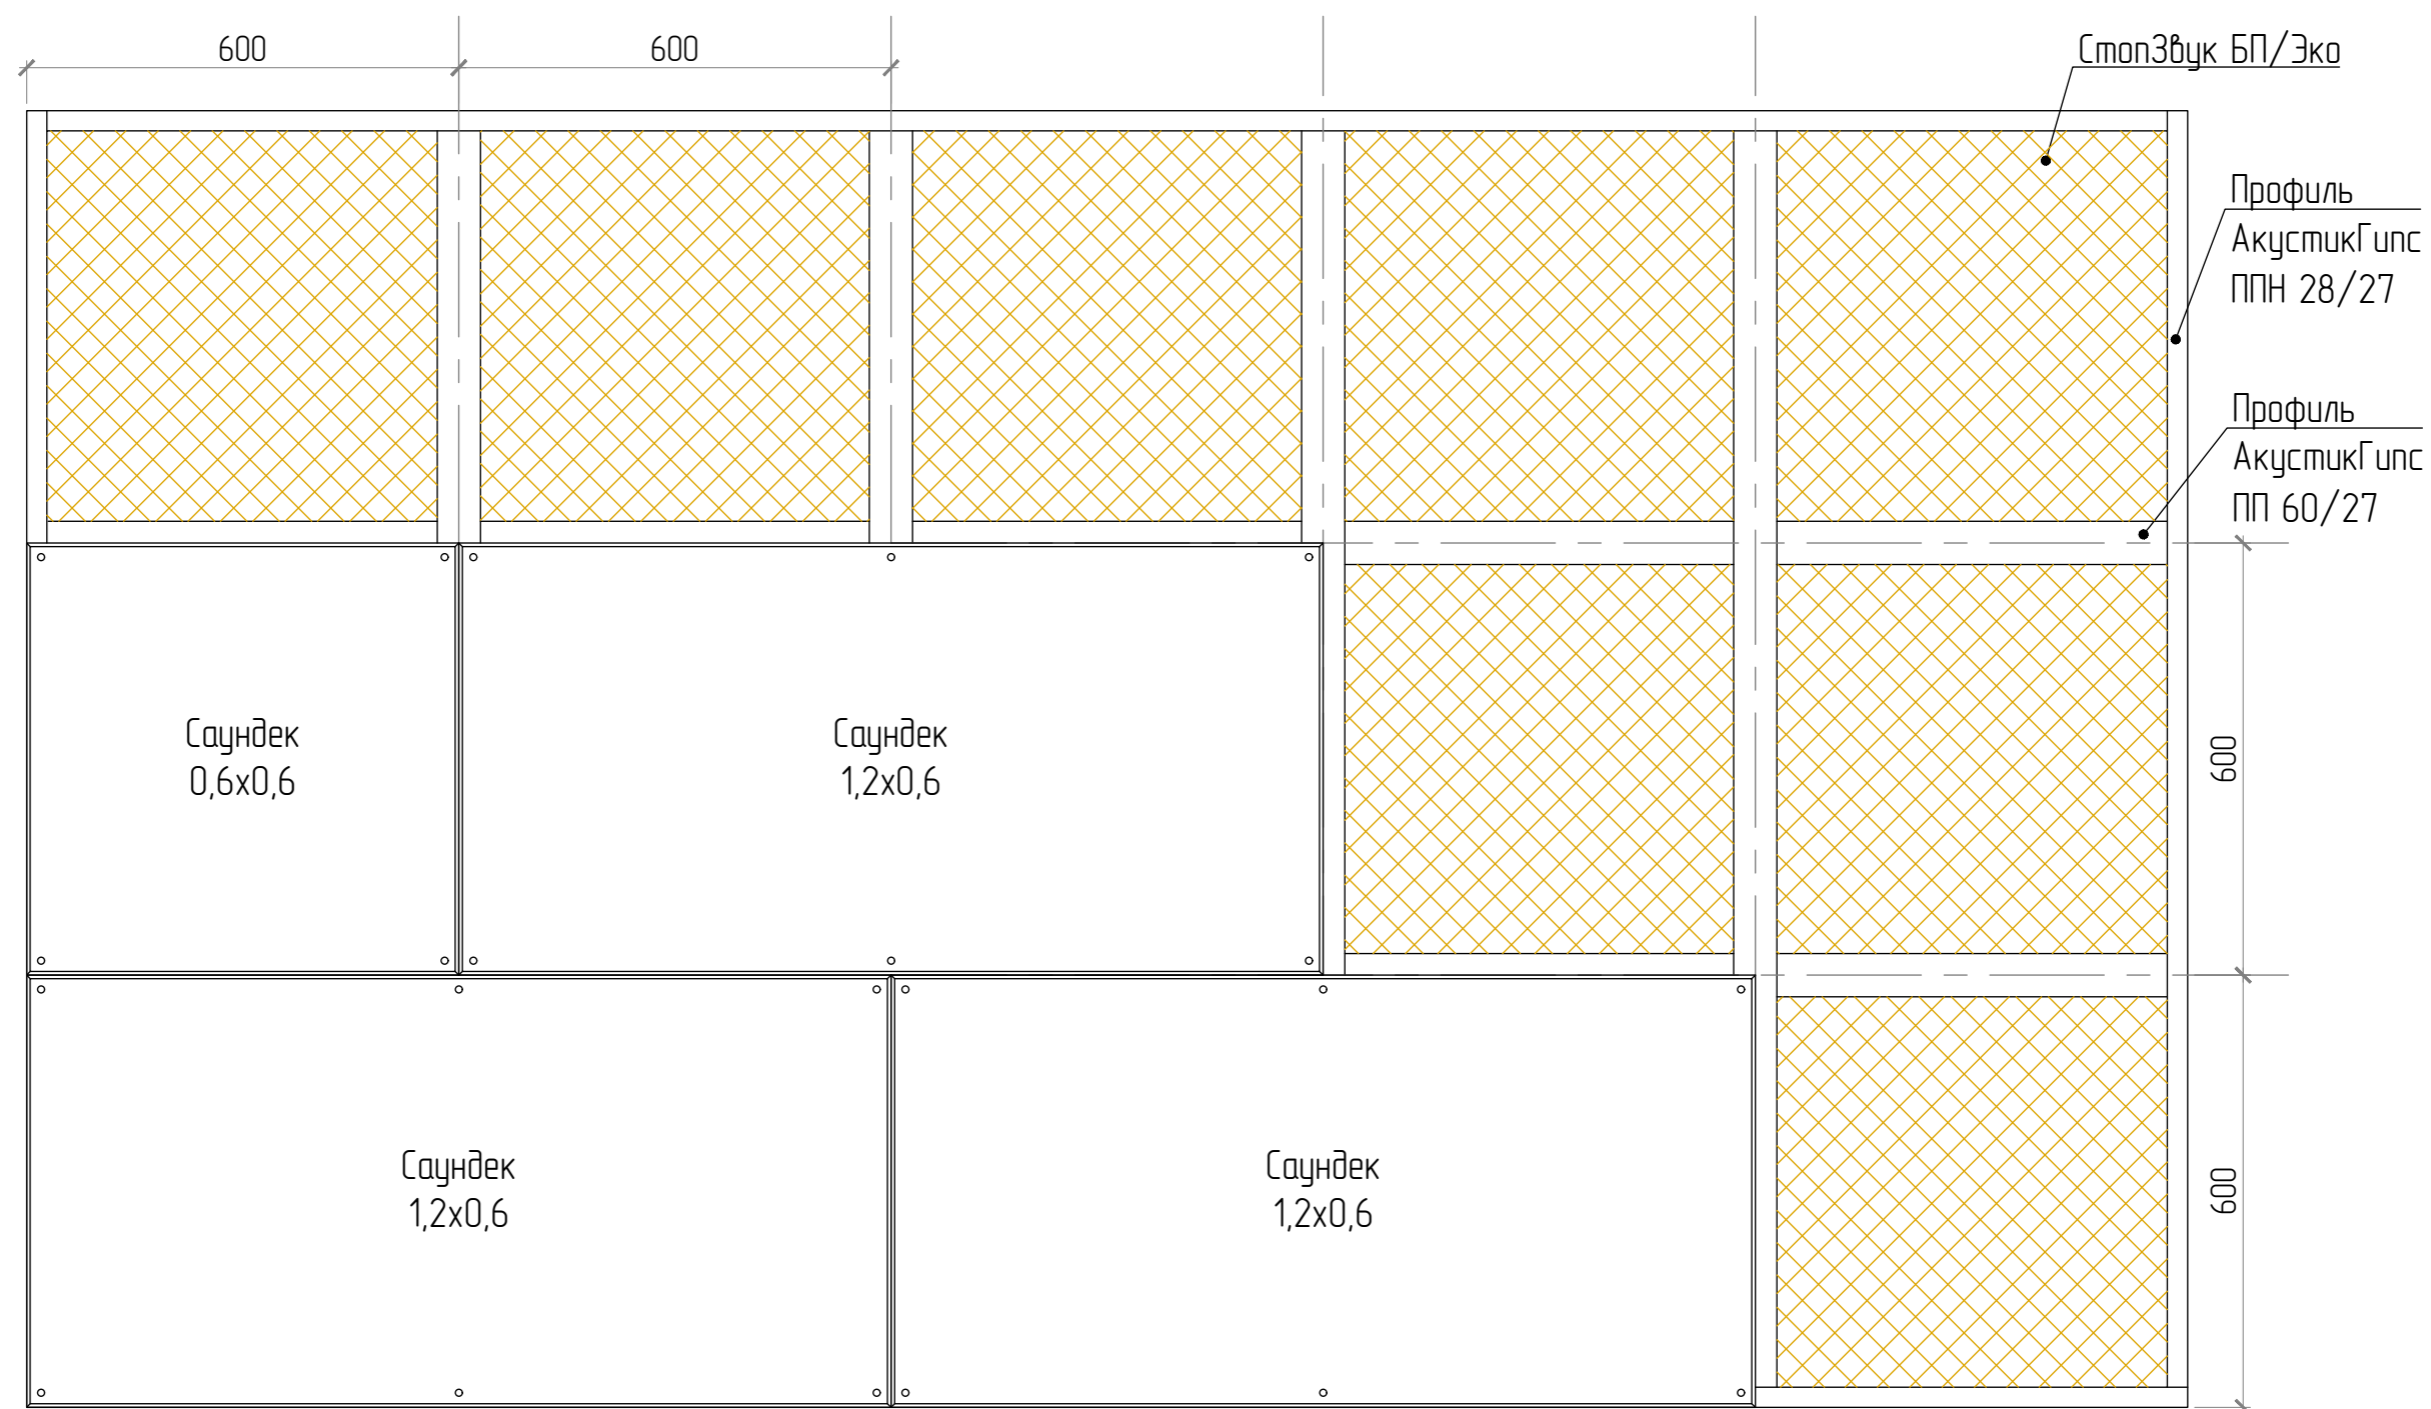 600
600
СтопЗвук БП/Эко
Профиль
АкустикГипс
ППН 28/27
Профиль
АкустикГипс
ПП 60/27
Саундек
0,6х0,6
Саундек
1,2х0,6
600
Саундек
1,2х0,6
Саундек
1,2х0,6
600